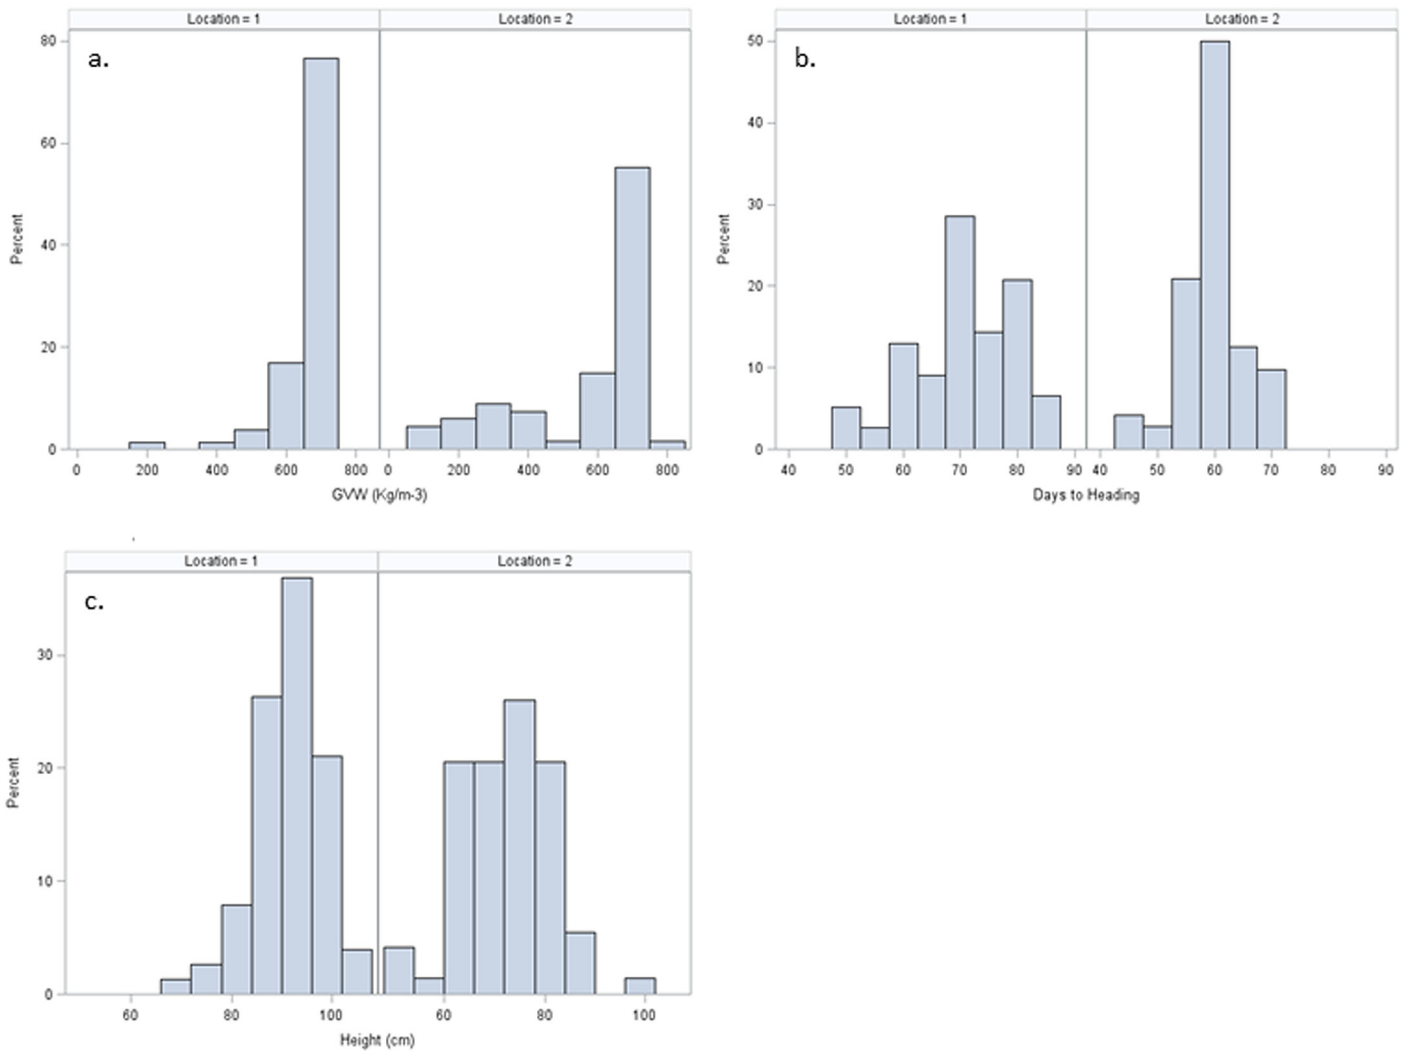 Location = 1
Location = 2
a.
80
60
40
20
0
Percent
0 200 400 600 800 0 200 400 600 800
GVW (Kg/m-3)
Location = 1
Location = 2
b.
50
40
30
20
10
0
Percent
40 50 60 70 80 90 40 50 60 70 80 90
Days to Heading
Location = 1
Location = 2
c.
30
20
10
0
Percent
60 80 100 60 80 100
Height (cm)